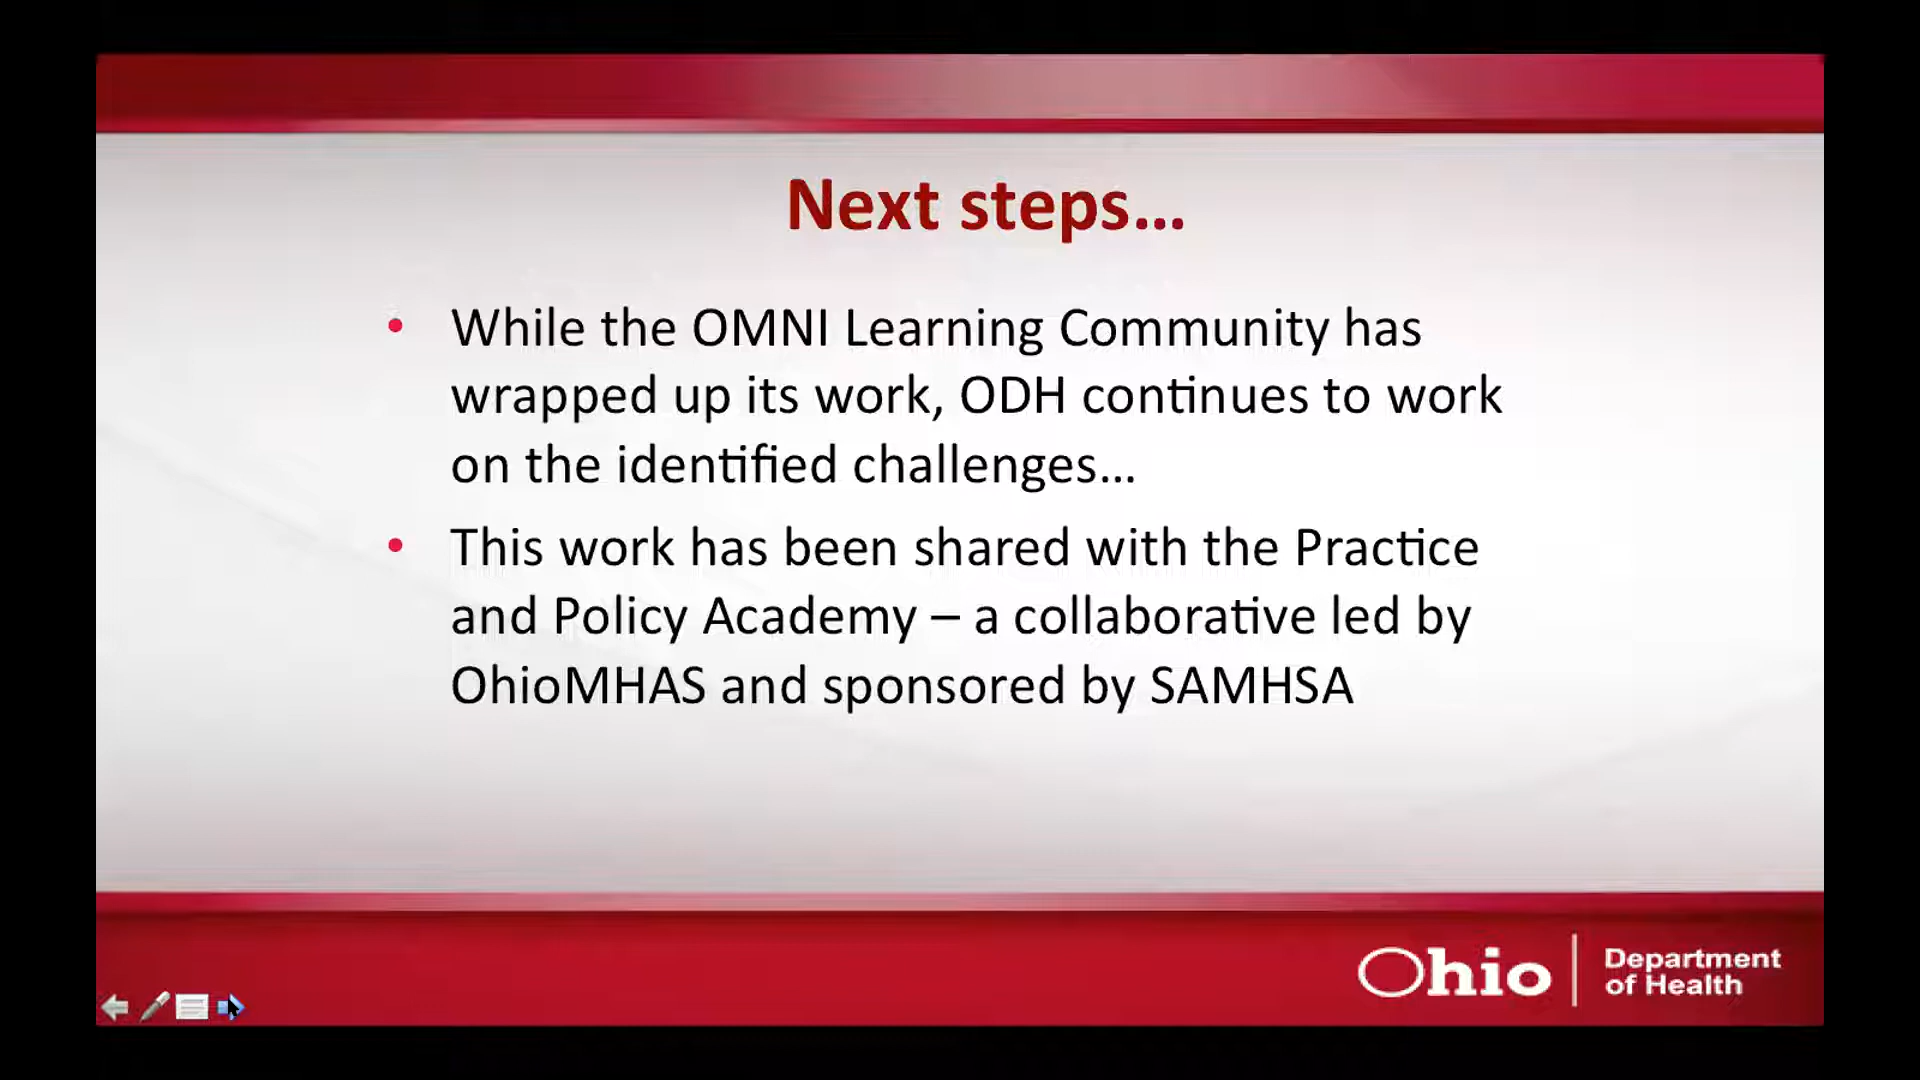 Next steps...
• While the OMNI Learning Community has
wrapped up its work, ODH continues to work
on the identified challenges...
• This work has been shared with the Practice
and Policy Academy – a collaborative led by
OhioMHAS and sponsored by SAMHSA
Ohio
Department
of Health